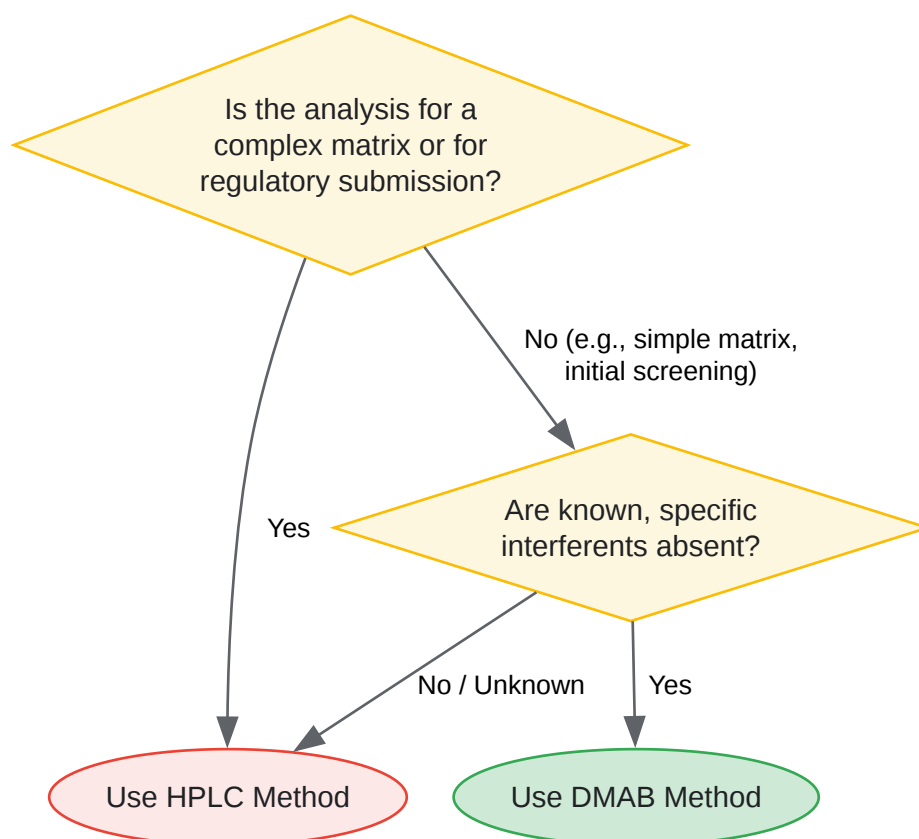 Is the analysis for a
complex matrix or for
regulatory submission?
No (e.g., simple matrix,
initial screening)
Yes
Are known, specific
interferents absent?
No / Unknown
Yes
Use HPLC Method
Use DMAB Method